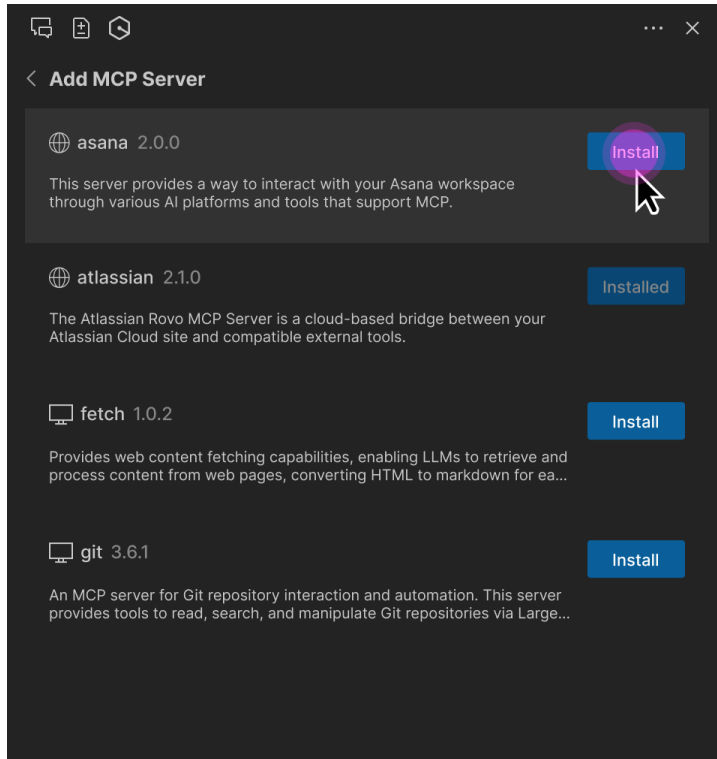 Add MCP Server
asana 2.0.0
Install
This server provides a way to interact with your Asana workspace
through various AI platforms and tools that support MCP.
atlassian 2.1.0
Installed
The Atlassian Rovo MCP Server is a cloud-based bridge between your
Atlassian Cloud site and compatible external tools.
fetch 1.0.2
Install
Provides web content fetching capabilities, enabling LLMs to retrieve and
process content from web pages, converting HTML to markdown for ea...
git 3.6.1
Install
An MCP server for Git repository interaction and automation. This server
provides tools to read, search, and manipulate Git repositories via Large...